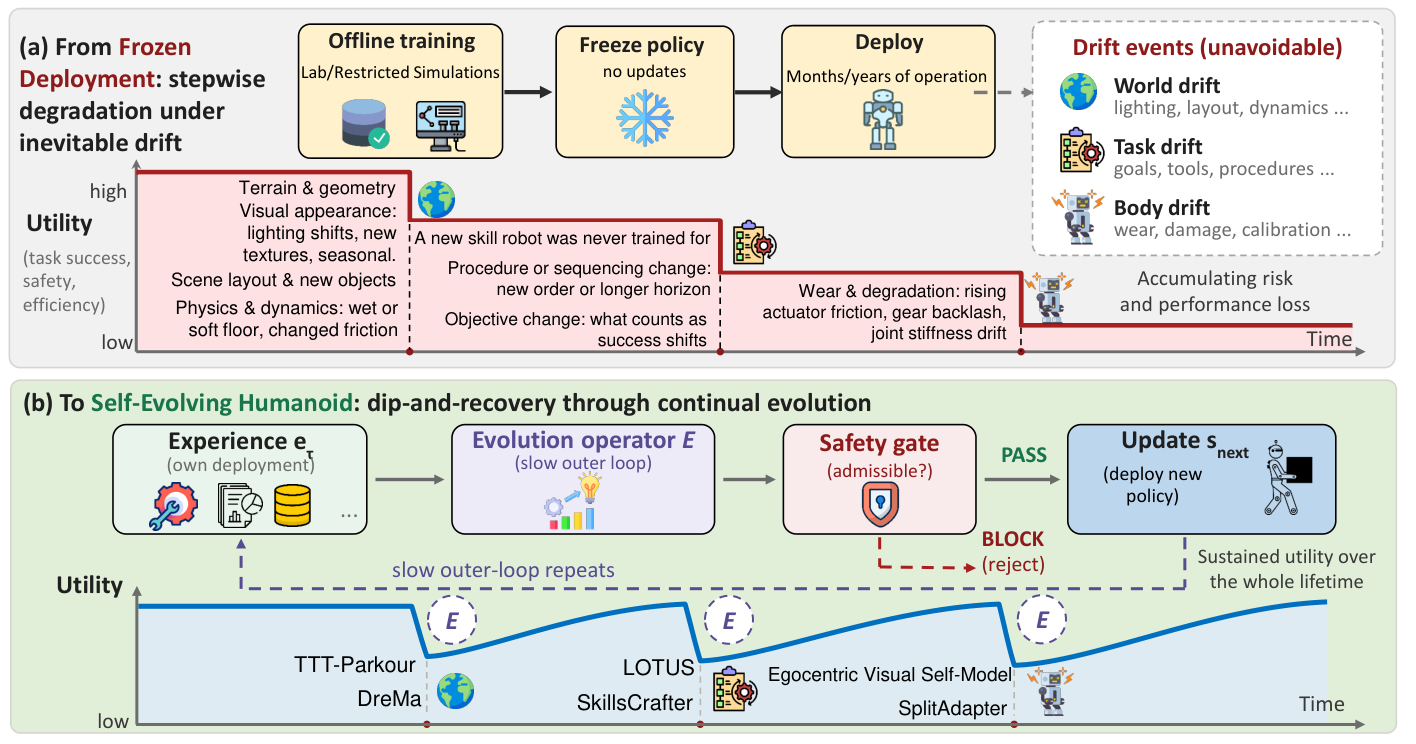 (a) From Frozen
Deployment: stepwise
degradation under
inevitable drift
Offline training
Lab/Restricted Simulations
Freeze policy
no updates
Deploy
Months/years of operation
Drift events (unavoidable)
World drift
lighting, layout, dynamics ...
Task drift
goals, tools, procedures ...
Body drift
wear, damage, calibration ...
high
Utility
(task success,
safety,
efficiency)
low
Terrain & geometry
Visual appearance:
lighting shifts, new
textures, seasonal.
Scene layout & new objects
Physics & dynamics: wet or
soft floor, changed friction
A new skill robot was never trained for
Procedure or sequencing change:
new order or longer horizon
Objective change: what counts as
success shifts
Wear & degradation: rising
actuator friction, gear backlash,
joint stiffness drift
Accumulating risk
and performance loss
Time
(b) To Self-Evolving Humanoid: dip-and-recovery through continual evolution
Experience eτ
(own deployment)
...
Evolution operator E
(slow outer loop)
Safety gate
(admissible?)
PASS
BLOCK
(reject)
Update snext
(deploy new
policy)
slow outer-loop repeats
Sustained utility over
the whole lifetime
Utility
E
E
E
TTT-Parkour
DreMa
LOTUS
SkillsCrafter
Egocentric Visual Self-Model
SplitAdapter
low
Time